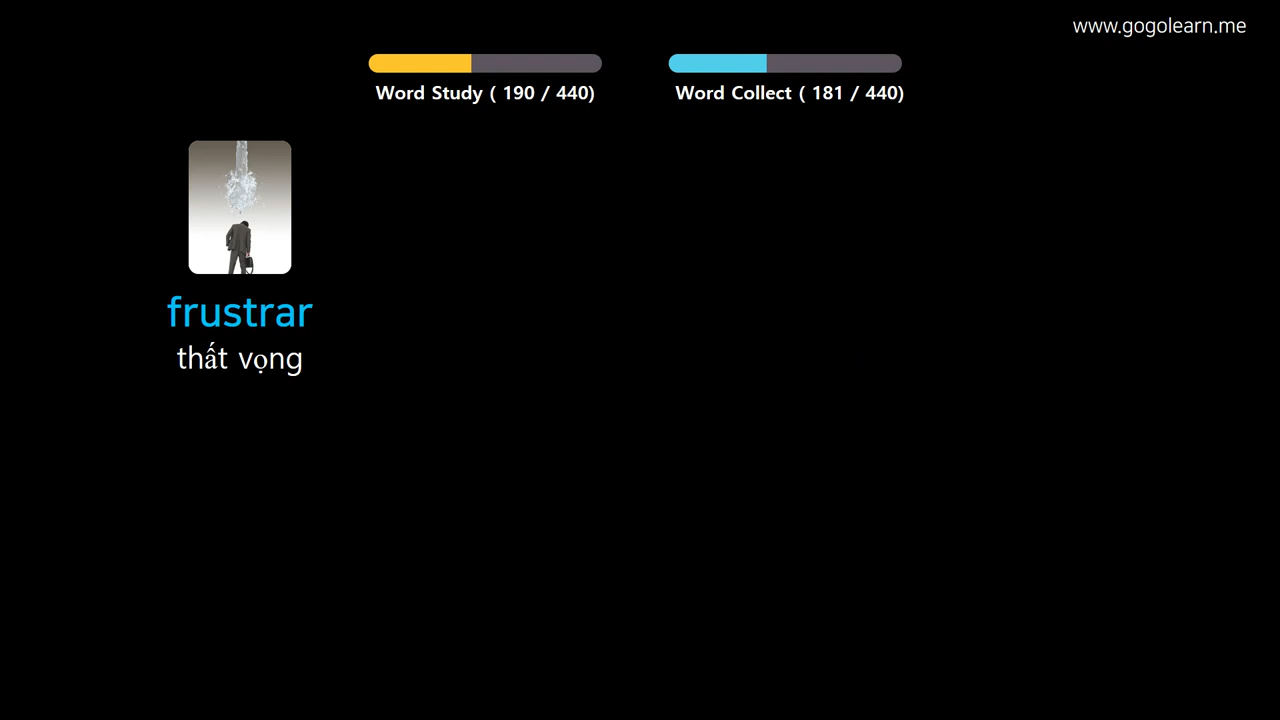 www.gogolearn.me
Word Study ( 190 / 440)
Word Collect ( 181 / 440)
frustrar
thất vọng